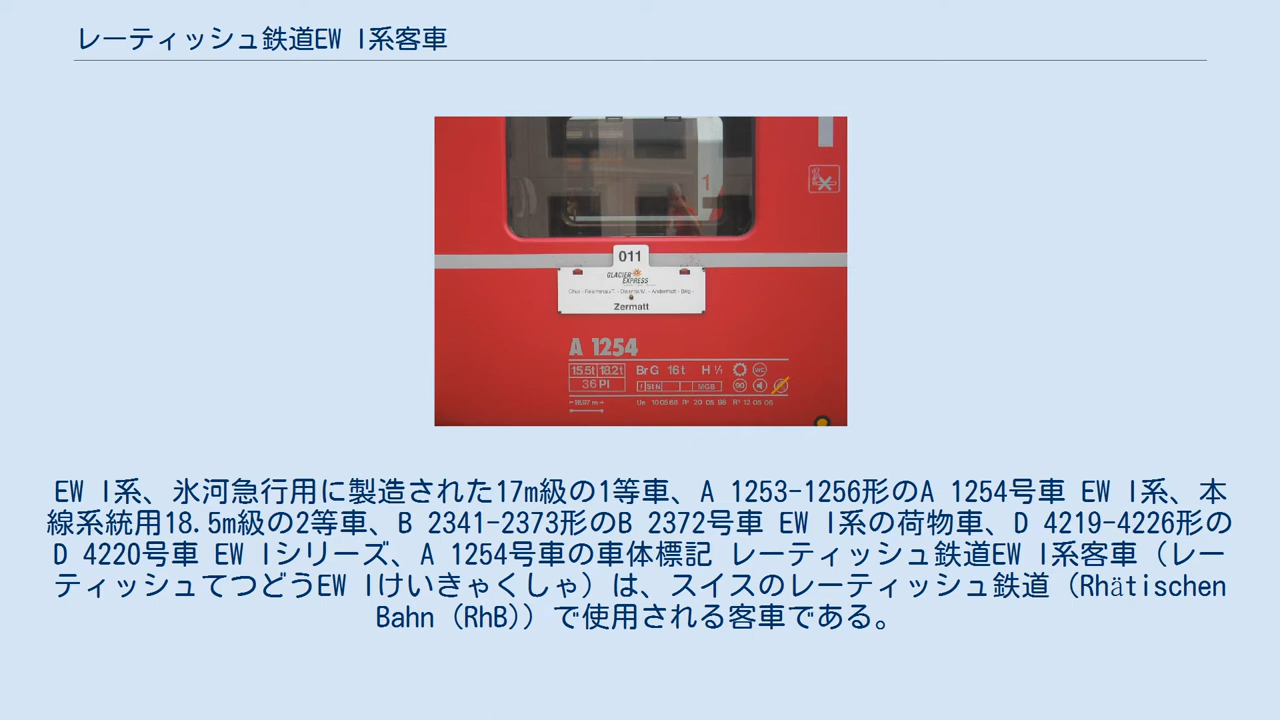 レーティッシュ鉄道EW I系客車
1
011
GLACIER
EXPRESS
Zermatt
A 1254
15.5t 18.2t Br G 16t H
36 Pl St N MGB
WC
90
16.97 m
EW I系、氷河急行用に製造された17m級の1等車、A 1253-1256形のA 1254号車 EW I系、本
線系統用18.5m級の2等車、B 2341-2373形のB 2372号車 EW I系の荷物車、D 4219-4226形の
D 4220号車 EW Iシリーズ、A 1254号車の車体標記 レーティッシュ鉄道EW I系客車（レー
ティッシュてつどうEW Iけいきゃくしゃ）は、スイスのレーティッシュ鉄道（Rhätischen
Bahn（RhB））で使用される客車である。